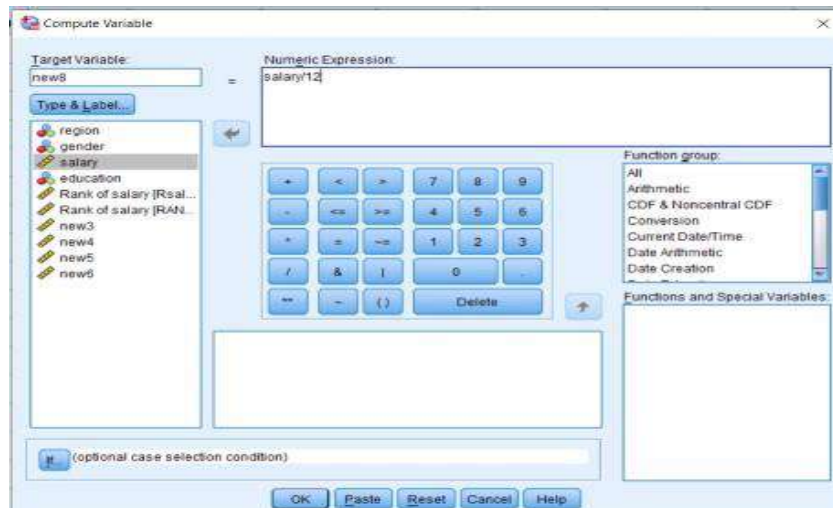 Compute Variable
Target Variable:
new8
=
Numeric Expression:
salary/12
Type & Label...
region
gender
salary
education
Rank of salary [Rsal...
Rank of salary [RAN...
new3
new4
new5
new6
+ < > 7 8 9
- <= >= 4 5 6
* = ~= 1 2 3
/ & | 0 .
** ~ ( ) Delete
Function group:
All
Arithmetic
CDF & Noncentral CDF
Conversion
Current Date/Time
Date Arithmetic
Date Creation
Functions and Special Variables:
If... (optional case selection condition)
OK Paste Reset Cancel Help